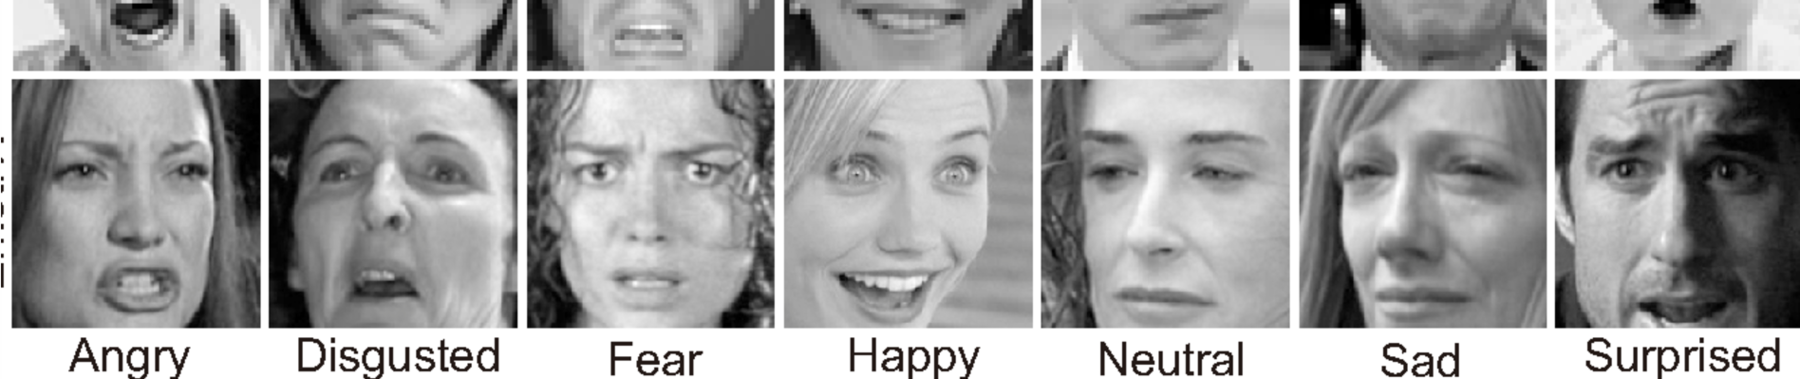 Angry
Disgusted
Fear
Happy
Neutral
Sad
Surprised